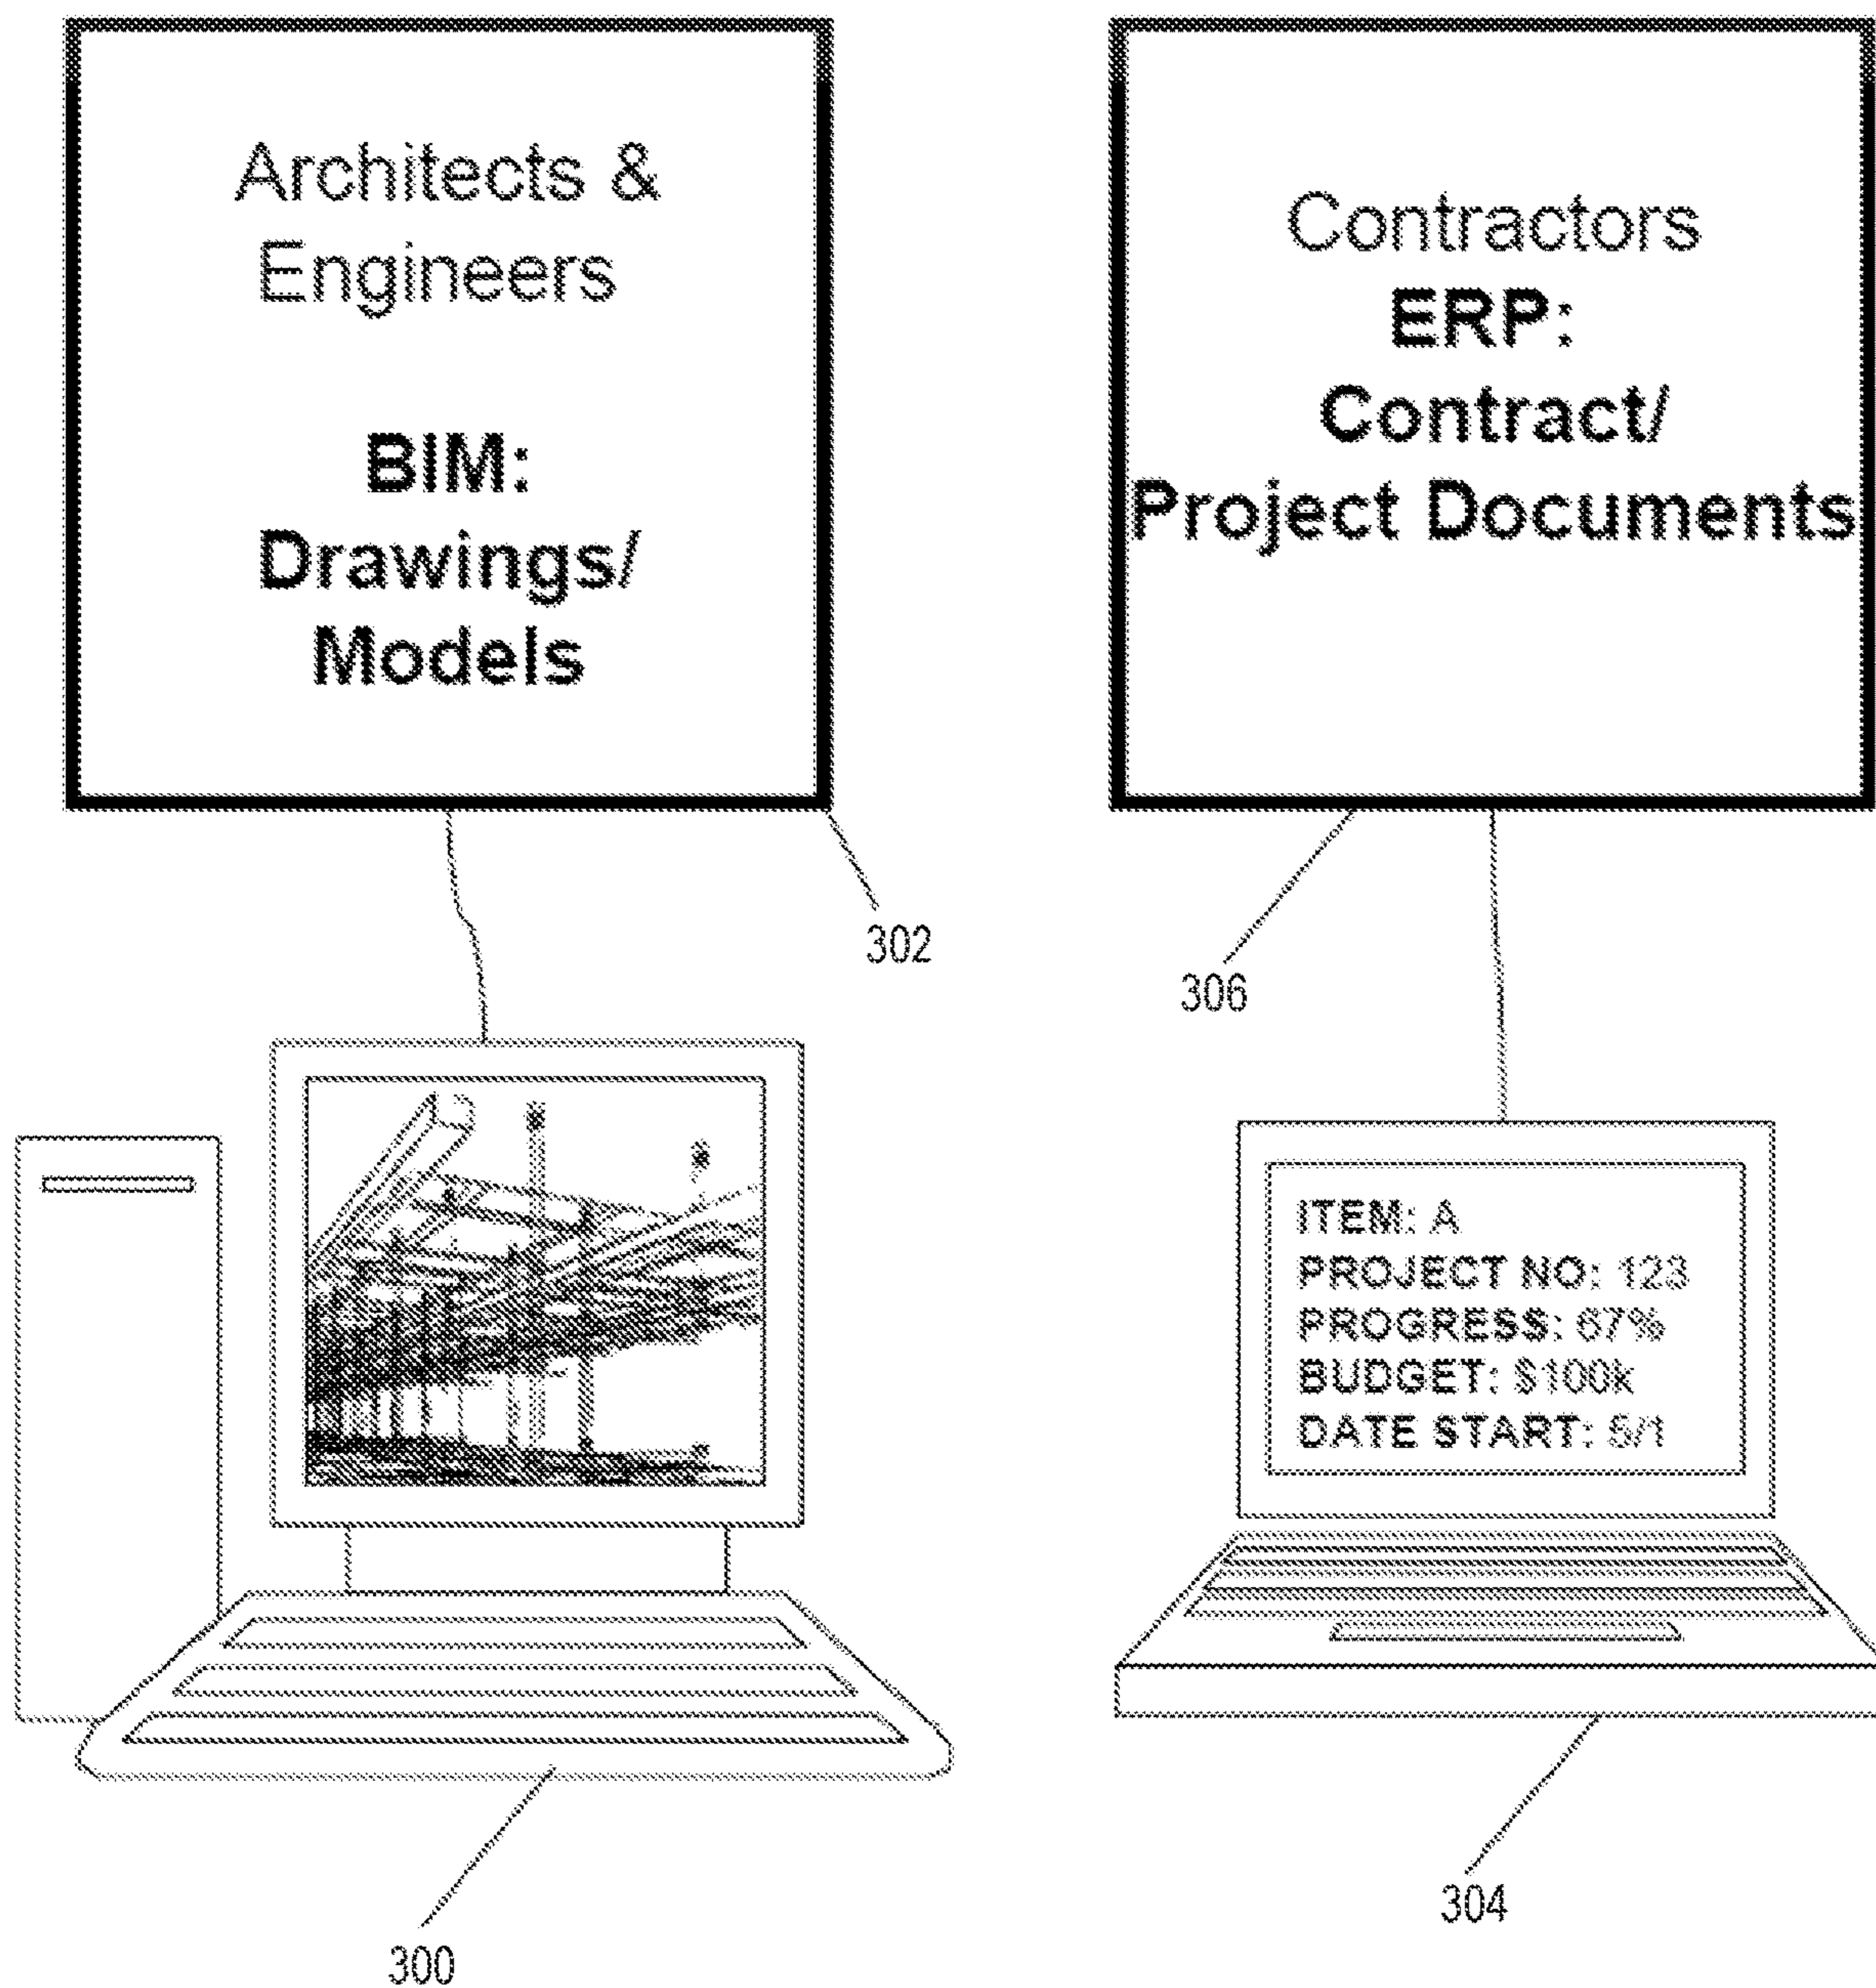 Architects &
Engineers
BIM:
Drawings/
Models
302
Contractors
ERP:
Contract/
Project Documents
306
300
ITEM: A
PROJECT NO: 123
PROGRESS: 67%
BUDGET: $100k
DATE START: 5/1
304